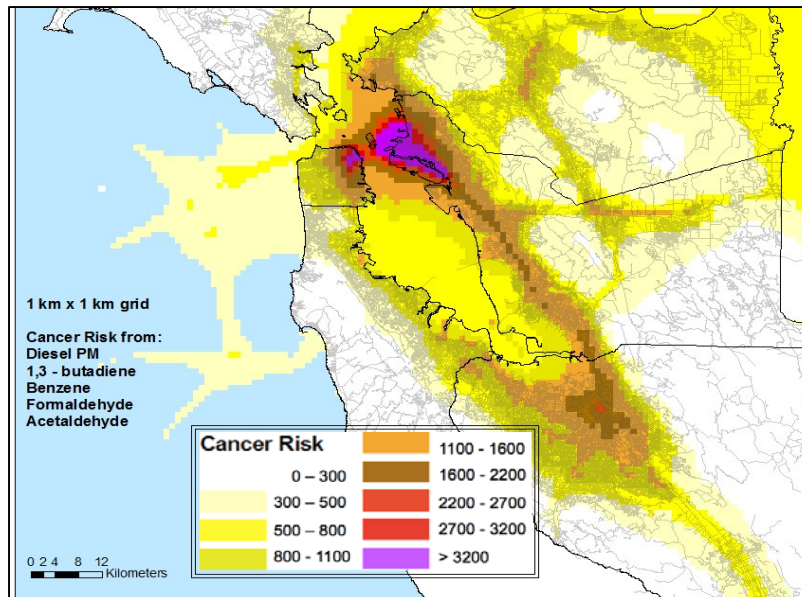 1 km x 1 km grid
Cancer Risk from:
Diesel PM
1,3 - butadiene
Benzene
Formaldehyde
Acetaldehyde
Cancer Risk
0 – 300
300 - 500
500 – 800
800 - 1100
1100 - 1600
1600 - 2200
2200 - 2700
2700 - 3200
> 3200
0 2 4 8 12
Kilometers